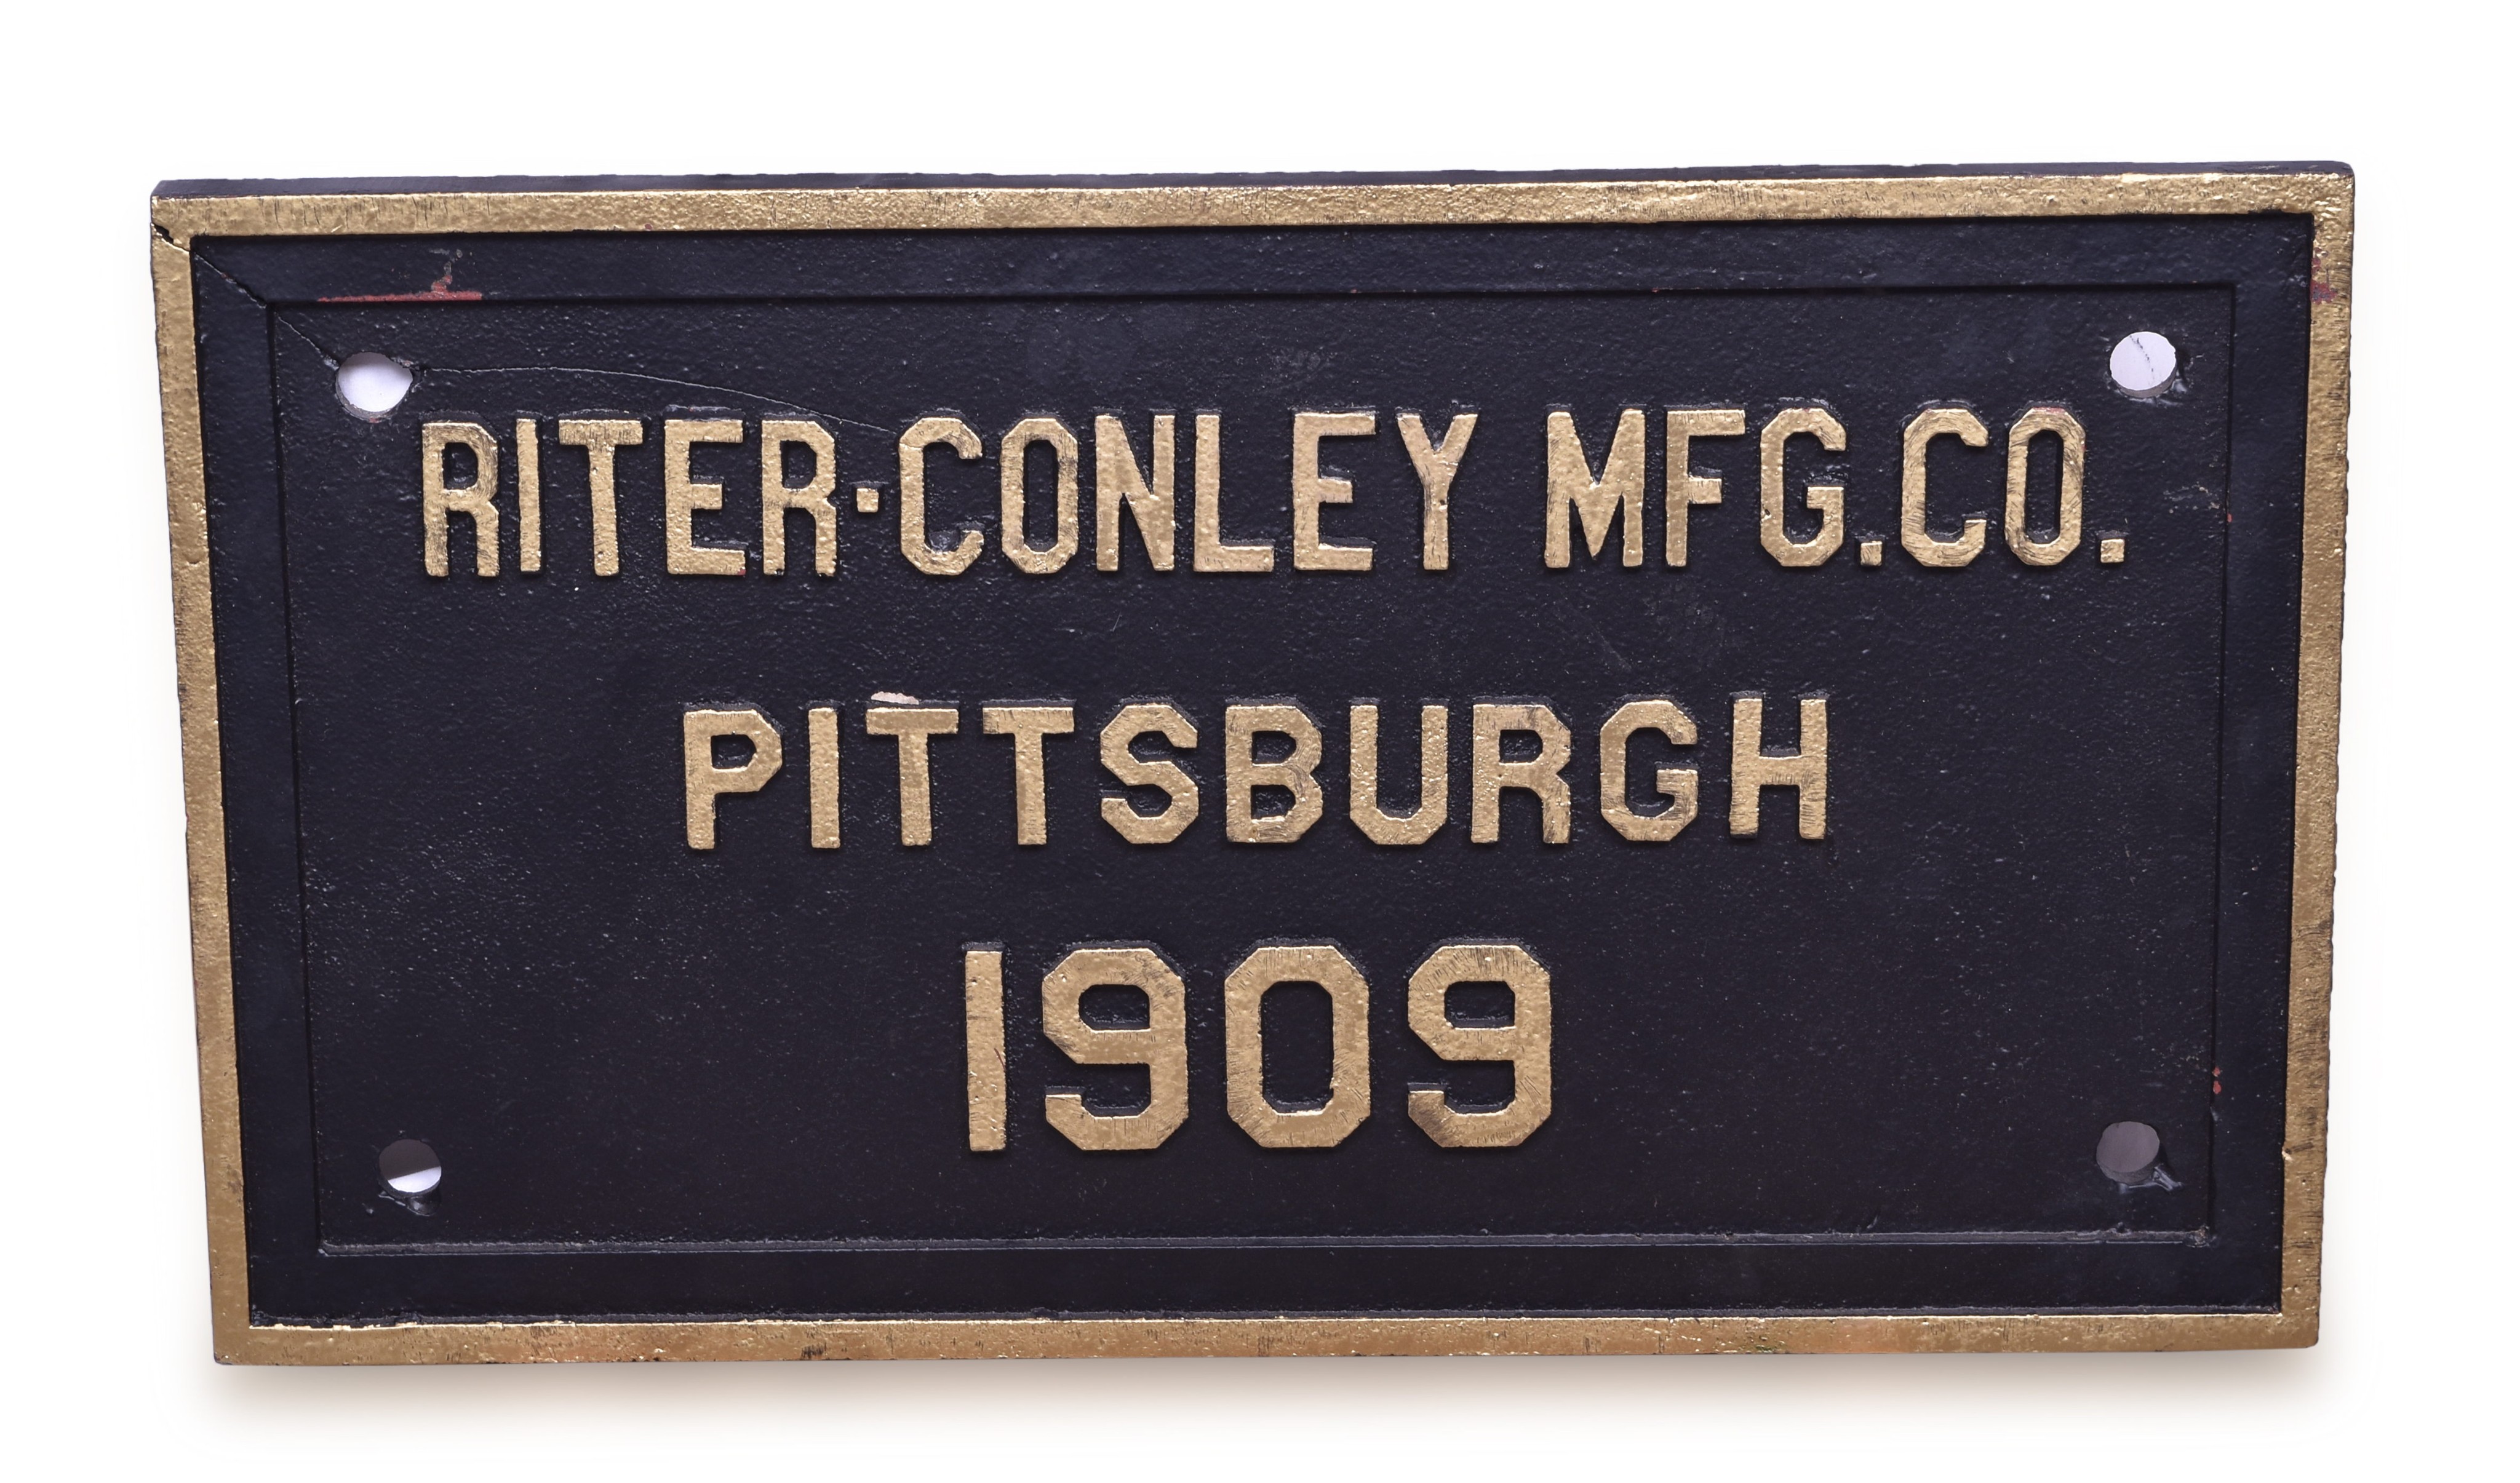 RITER·CONLEY MFG.CO.
PITTSBURGH
1909